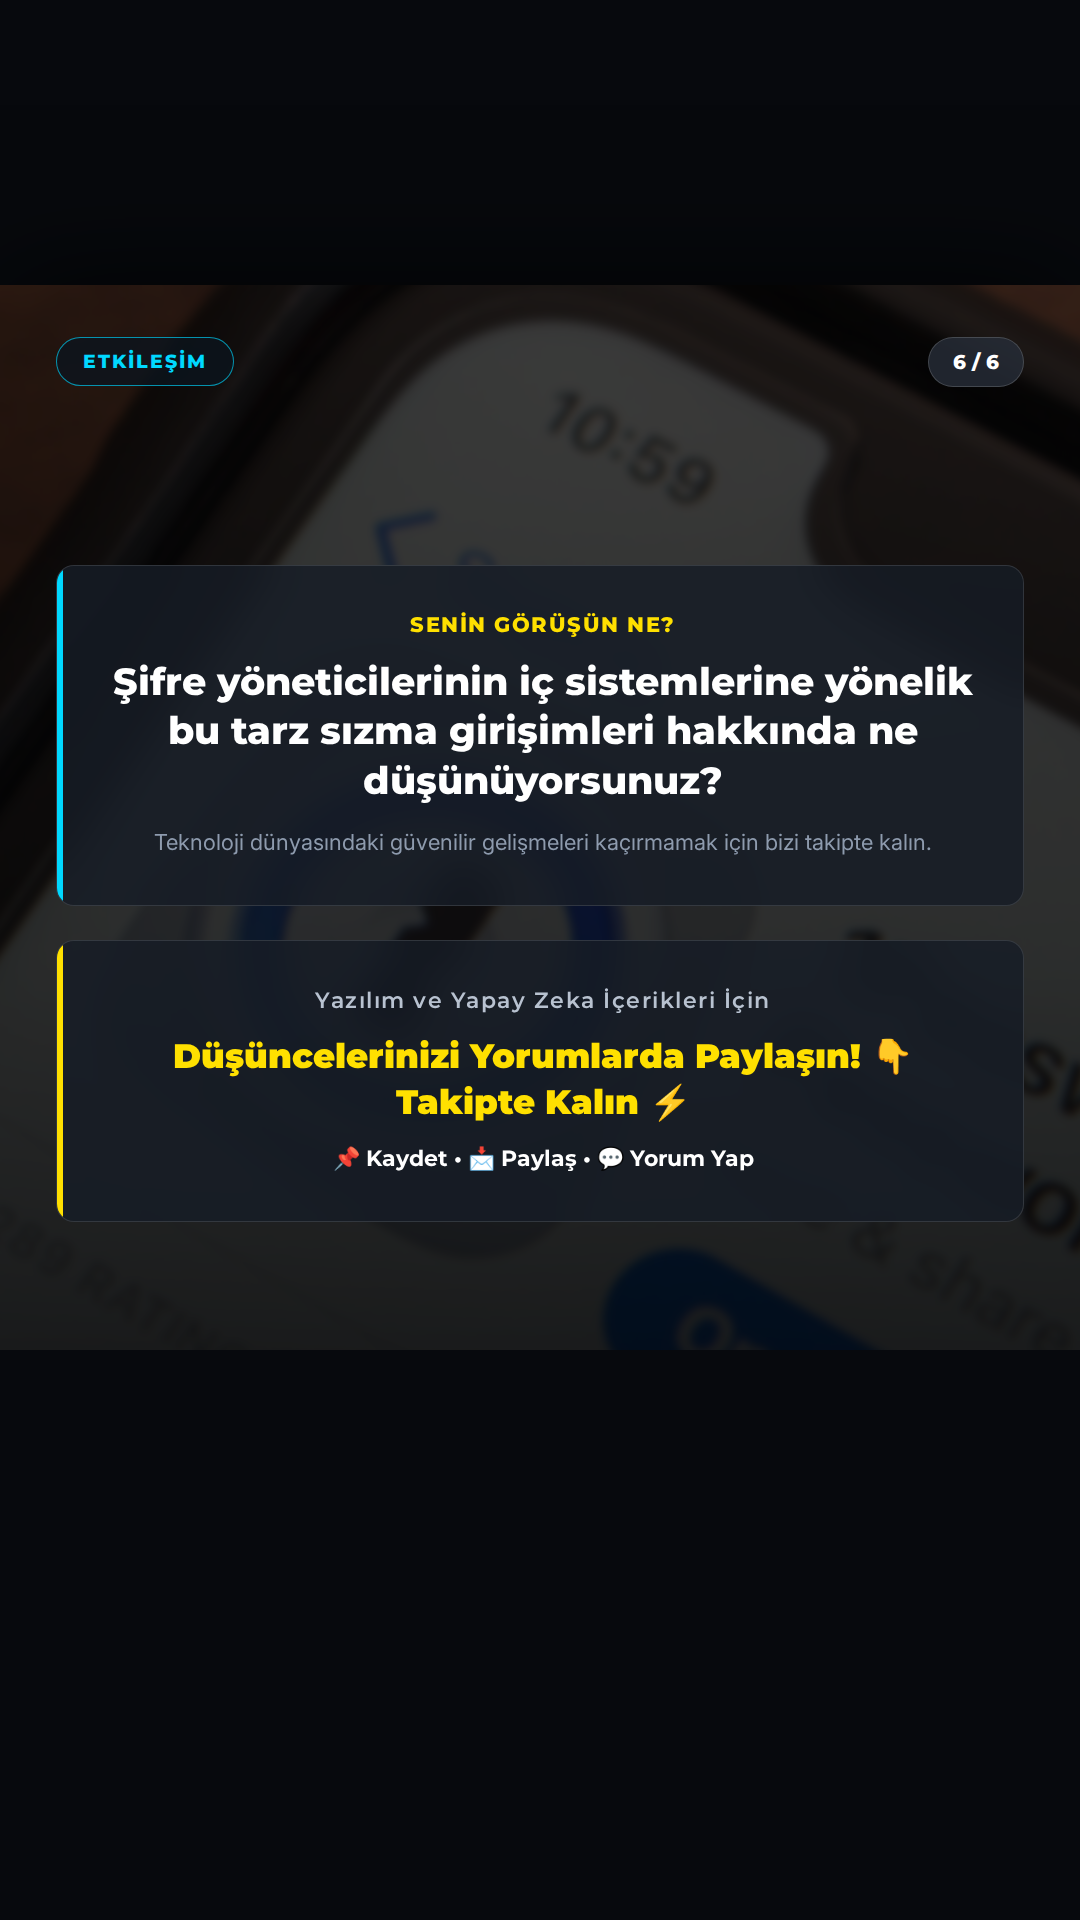 ETKİLEŞİM
6 / 6
10:59
SENİN GÖRÜŞÜN NE?
Şifre yöneticilerinin iç sistemlerine yönelik
bu tarz sızma girişimleri hakkında ne
düşünüyorsunuz?
Teknoloji dünyasındaki güvenilir gelişmeleri kaçırmamak için bizi takipte kalın.
Yazılım ve Yapay Zeka İçerikleri İçin
Düşüncelerinizi Yorumlarda Paylaşın! 👇
Takipte Kalın ⚡
📌 Kaydet • 📩 Paylaş • 💬 Yorum Yap
& share